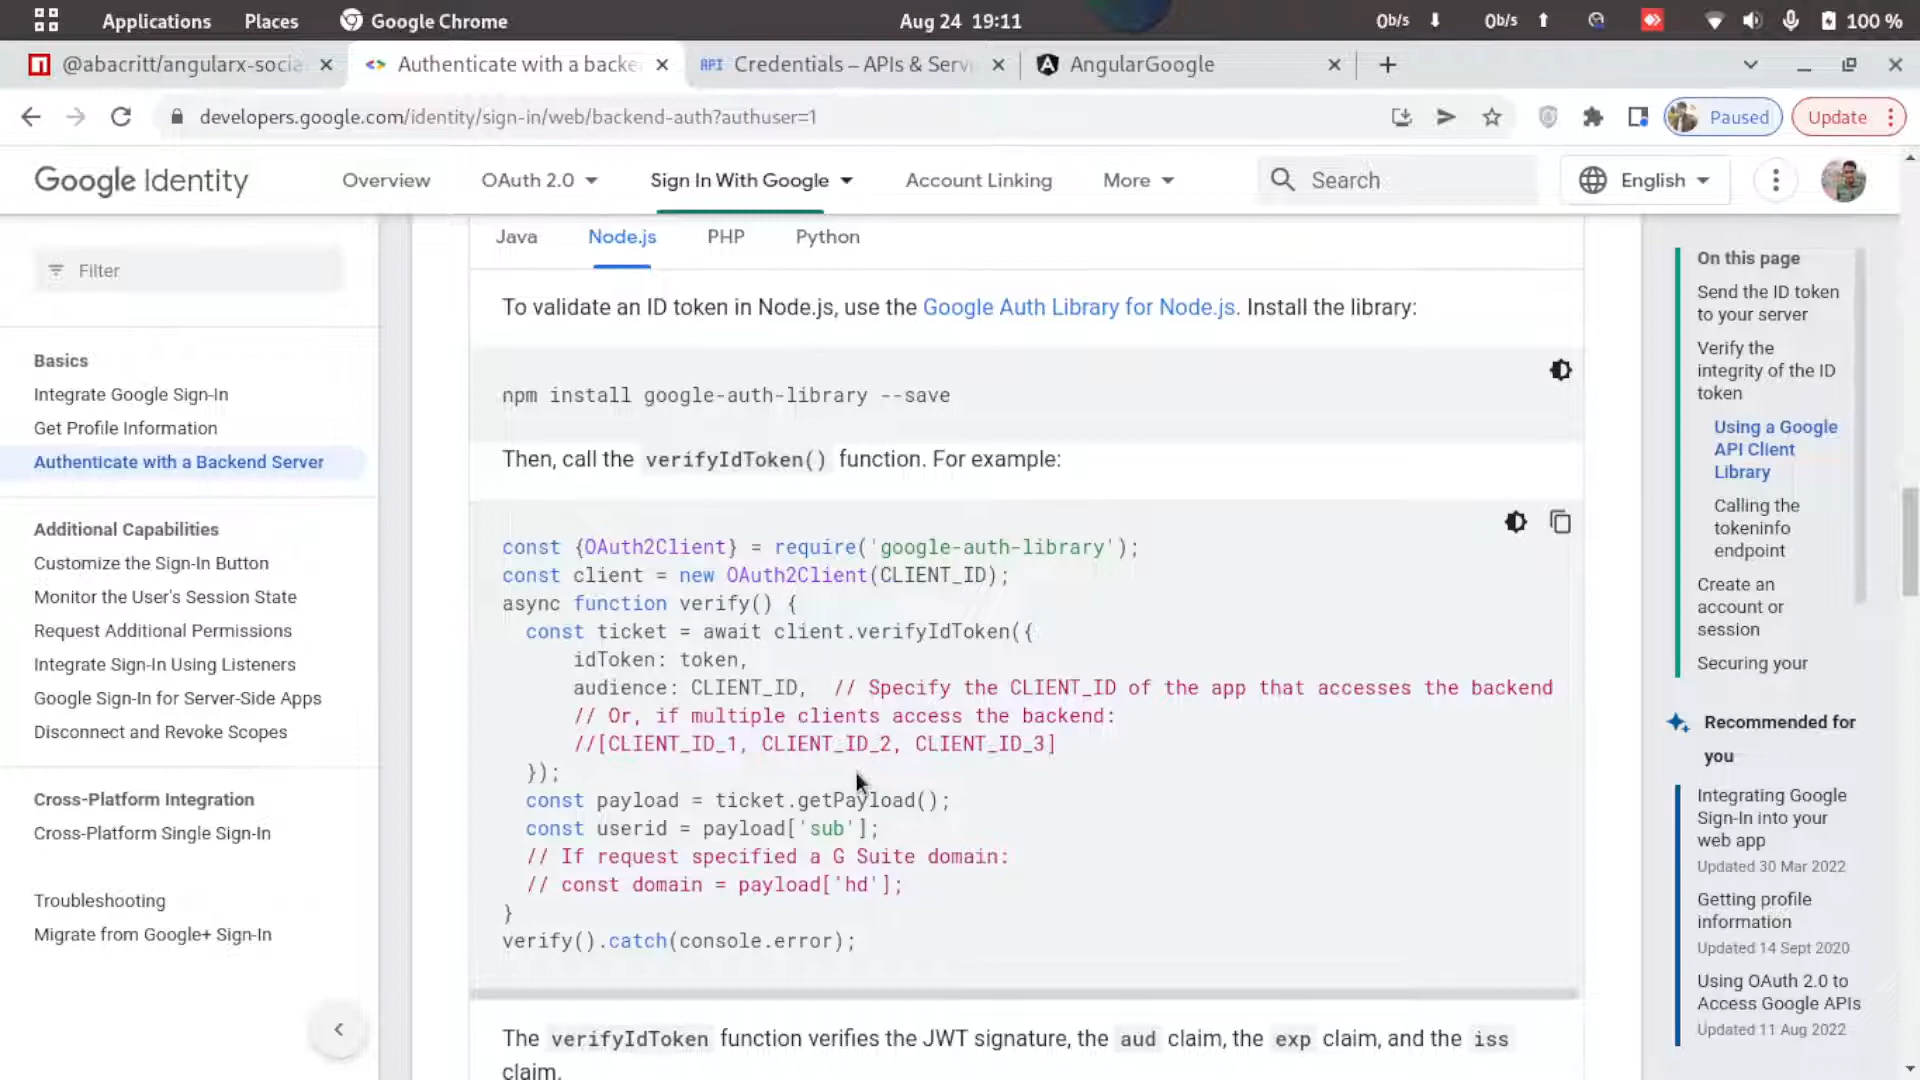 Applications Places Google Chrome Aug 24 19:11 0b/s 0b/s 100 %
@abacritt/angularx-socia Authenticate with a backe Credentials – APIs & Servi AngularGoogle
developers.google.com/identity/sign-in/web/backend-auth?authuser=1 Paused Update
Google Identity Overview OAuth 2.0 Sign In With Google Account Linking More Search English
Filter
Basics
Integrate Google Sign-In
Get Profile Information
Authenticate with a Backend Server
Additional Capabilities
Customize the Sign-In Button
Monitor the User's Session State
Request Additional Permissions
Integrate Sign-In Using Listeners
Google Sign-In for Server-Side Apps
Disconnect and Revoke Scopes
Cross-Platform Integration
Cross-Platform Single Sign-In
Troubleshooting
Migrate from Google+ Sign-In
Java Node.js PHP Python
To validate an ID token in Node.js, use the Google Auth Library for Node.js. Install the library:
npm install google-auth-library --save
Then, call the verifyIdToken() function. For example:
const {OAuth2Client} = require('google-auth-library');
const client = new OAuth2Client(CLIENT_ID);
async function verify() {
const ticket = await client.verifyIdToken({
idToken: token,
audience: CLIENT_ID, // Specify the CLIENT_ID of the app that accesses the backend
// Or, if multiple clients access the backend:
//[CLIENT_ID_1, CLIENT_ID_2, CLIENT_ID_3]
});
const payload = ticket.getPayload();
const userid = payload['sub'];
// If request specified a G Suite domain:
// const domain = payload['hd'];
}
verify().catch(console.error);
The verifyIdToken function verifies the JWT signature, the aud claim, the exp claim, and the iss
claim.
On this page
Send the ID token
to your server
Verify the
integrity of the ID
token
Using a Google
API Client
Library
Calling the
tokeninfo
endpoint
Create an
account or
session
Securing your
Recommended for
you
Integrating Google
Sign-In into your
web app
Updated 30 Mar 2022
Getting profile
information
Updated 14 Sept 2020
Using OAuth 2.0 to
Access Google APIs
Updated 11 Aug 2022